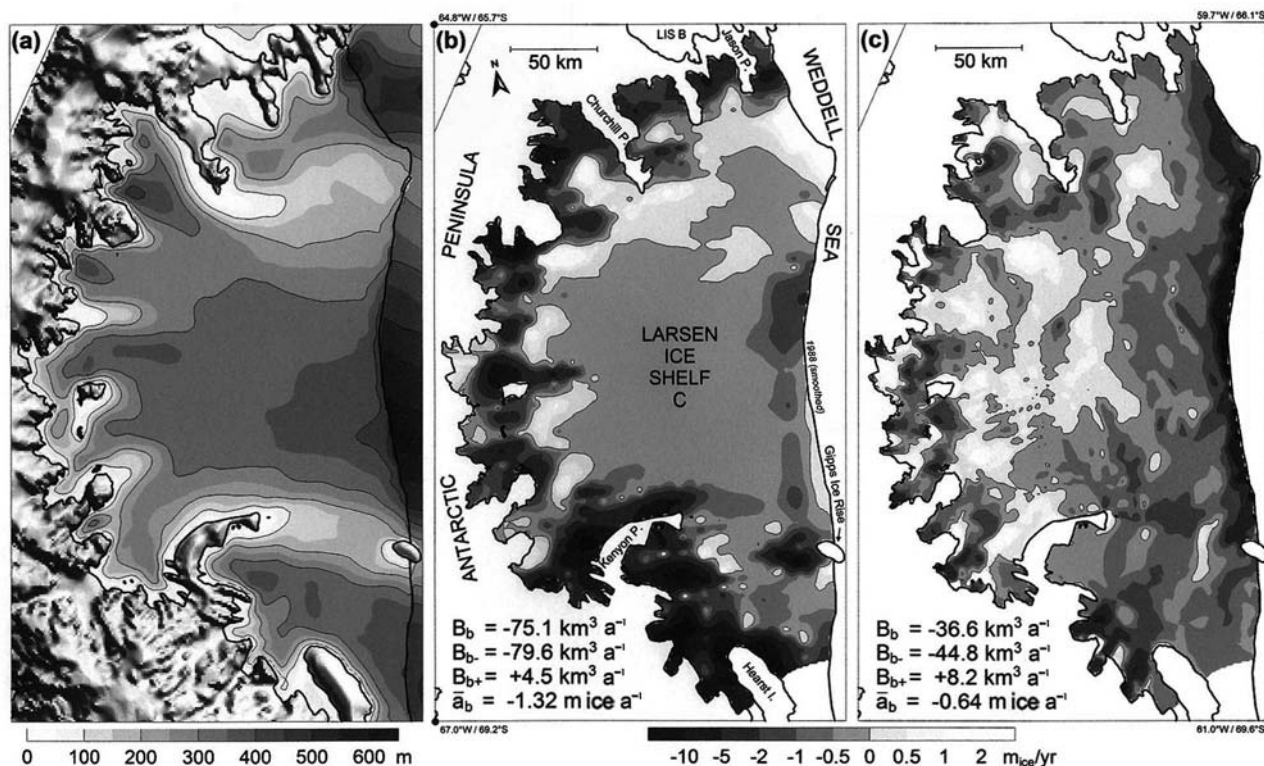 64.8°W / 65.7°S
59.7°W / 66.1°S
(a)
(b)
LIS B
Jason P.
50 km
N
Churchill P.
WEDDELL
SEA
PENINSULA
ANTARCTIC
LARSEN
ICE
SHELF
C
1988 (smoothed)
Gipps Ice Rise
Kenyon P.
Hearst I.
B_b = -75.1 km³ a⁻¹
B_b- = -79.6 km³ a⁻¹
B_b+ = +4.5 km³ a⁻¹
ā_b = -1.32 m ice a⁻¹
(c)
50 km
B_b = -36.6 km³ a⁻¹
B_b- = -44.8 km³ a⁻¹
B_b+ = +8.2 km³ a⁻¹
ā_b = -0.64 m ice a⁻¹
67.0°W / 69.2°S
61.0°W / 69.6°S
0 100 200 300 400 500 600 m
-10 -5 -2 -1 -0.5 0 0.5 1 2 m_ice/yr